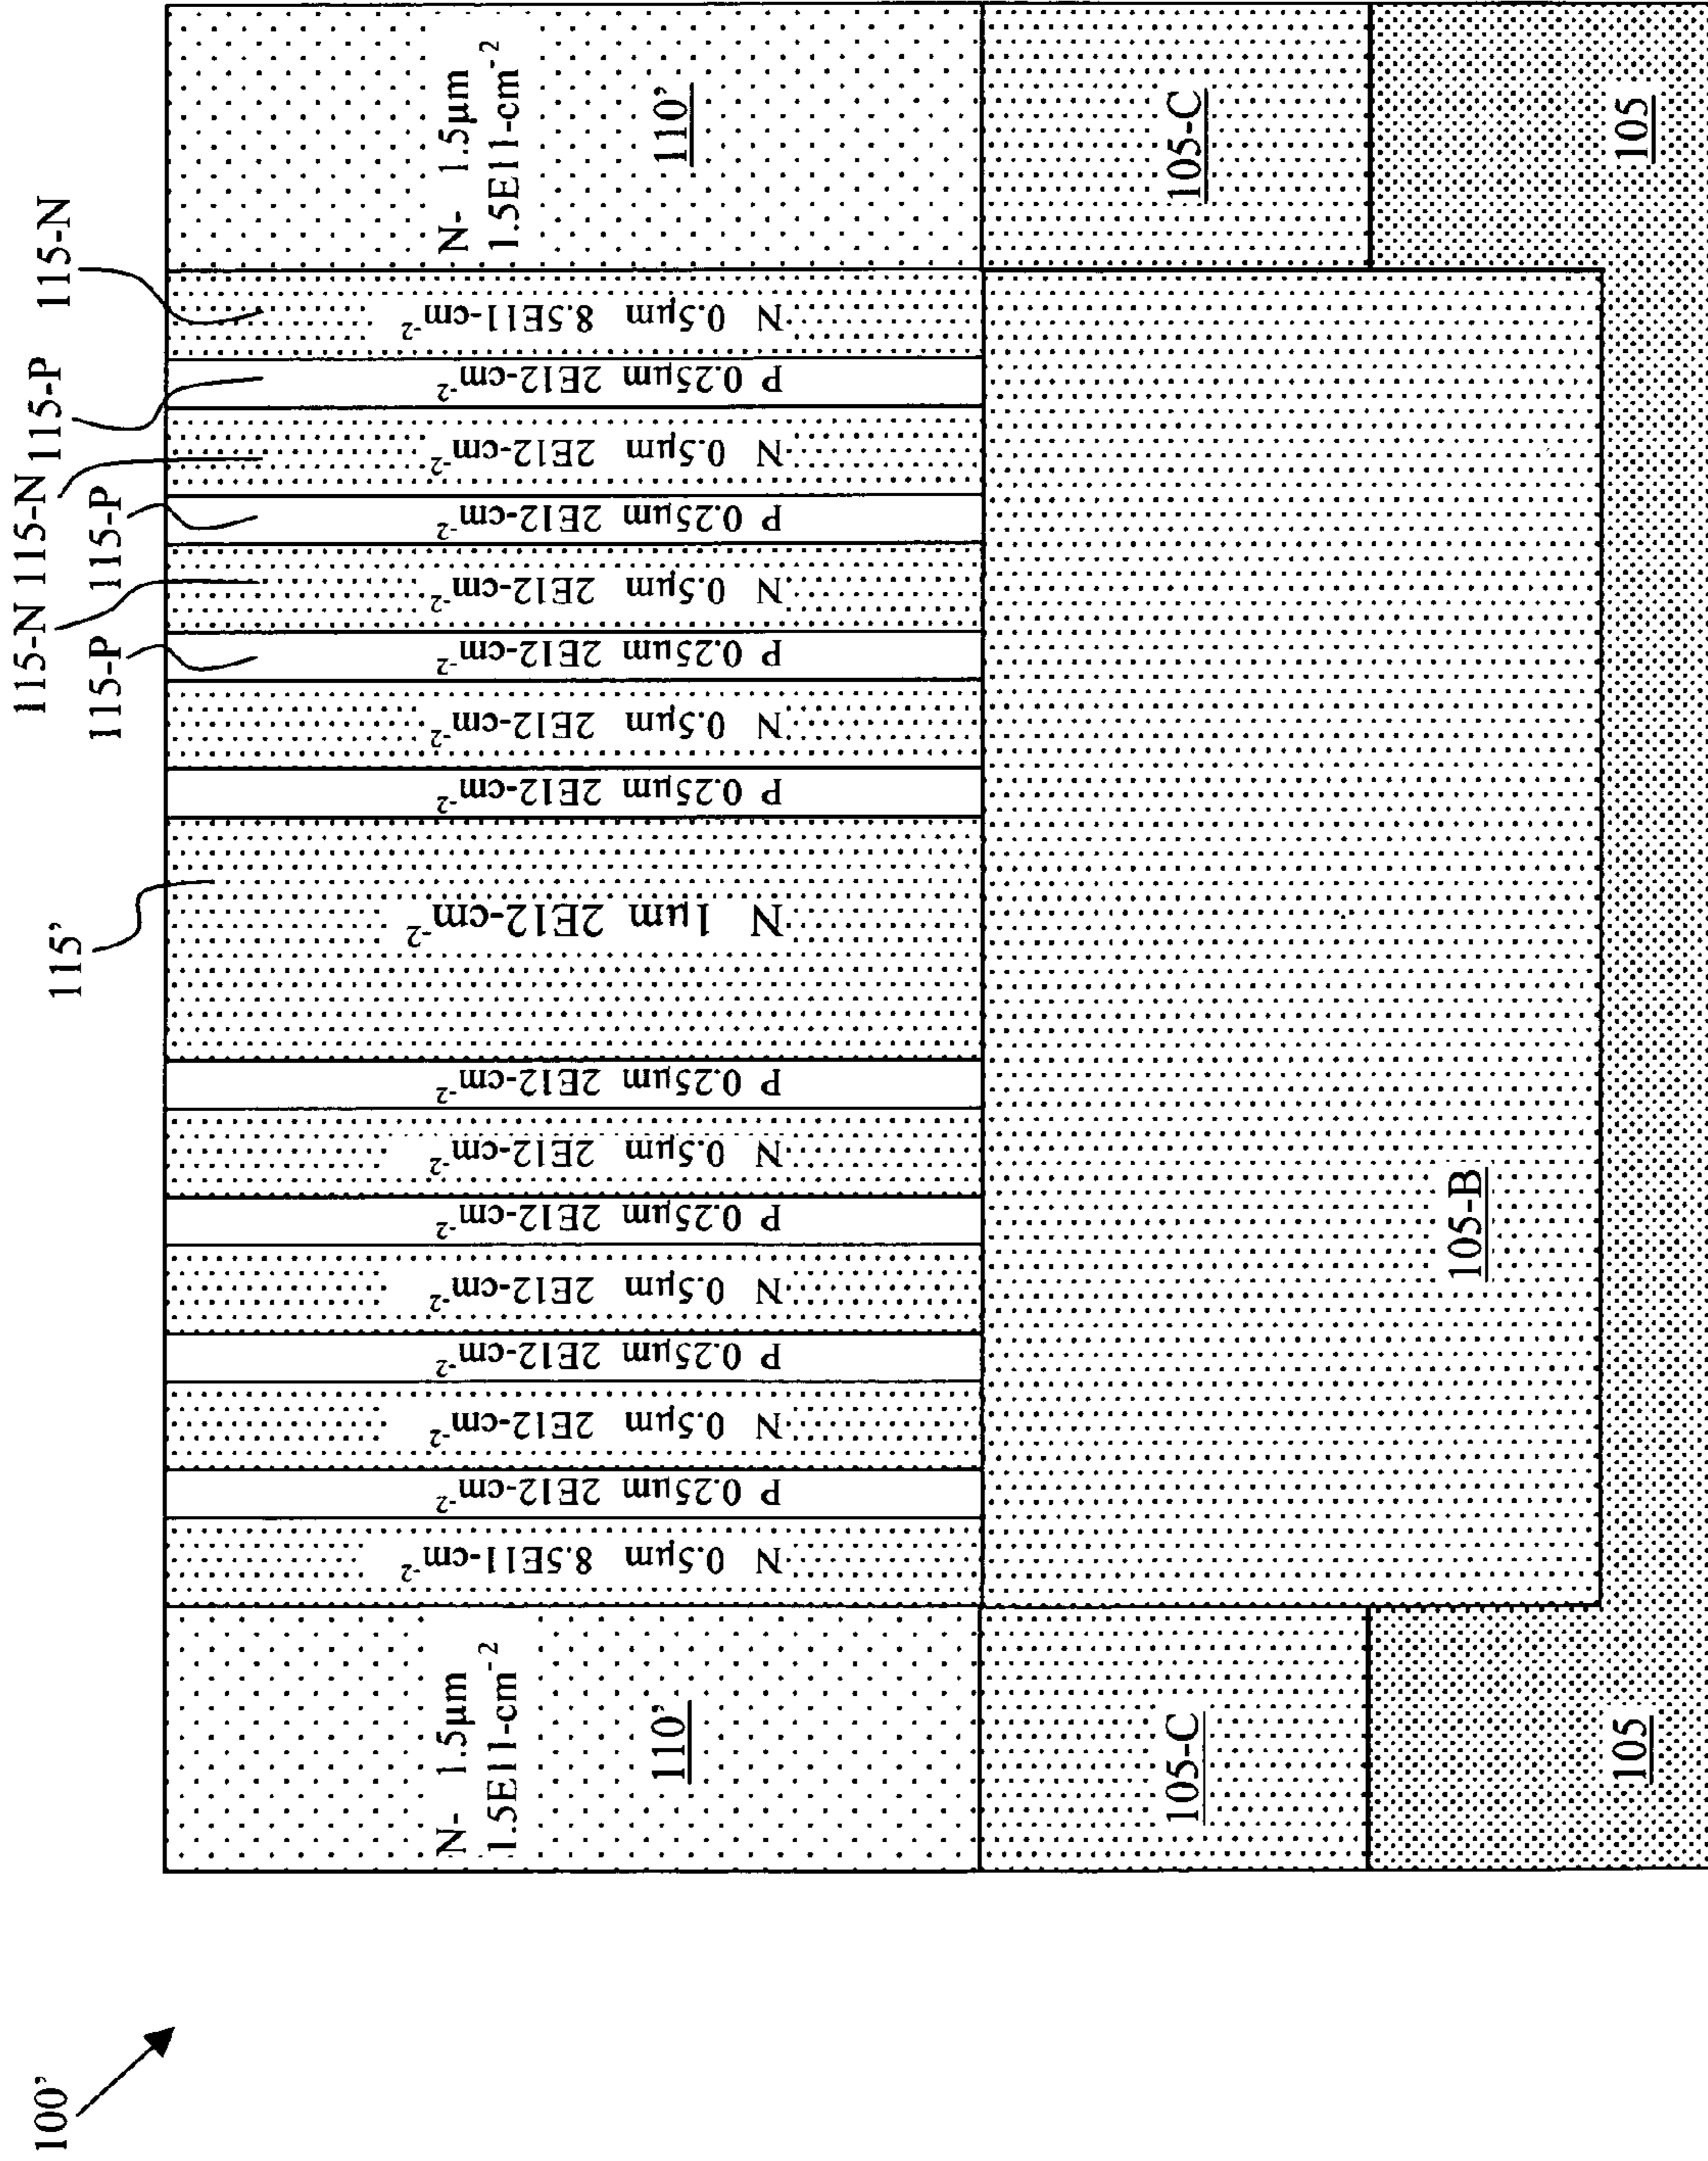 100'
115'
115-P
115-N
115-P
115-N
115-P
115-N
N- 1.5µm
1.5E11-cm⁻²
110'
N 0.5µm 8.5E11-cm⁻²
P 0.25µm 2E12-cm⁻²
N 0.5µm 2E12-cm⁻²
P 0.25µm 2E12-cm⁻²
N 0.5µm 2E12-cm⁻²
P 0.25µm 2E12-cm⁻²
N 0.5µm 2E12-cm⁻²
P 0.25µm 2E12-cm⁻²
N 1µm 2E12-cm⁻²
P 0.25µm 2E12-cm⁻²
N 0.5µm 2E12-cm⁻²
P 0.25µm 2E12-cm⁻²
N 0.5µm 2E12-cm⁻²
P 0.25µm 2E12-cm⁻²
N 0.5µm 2E12-cm⁻²
P 0.25µm 2E12-cm⁻²
N 0.5µm 8.5E11-cm⁻²
N- 1.5µm
1.5E11-cm⁻²
110'
105-C
105-C
105-B
105
105